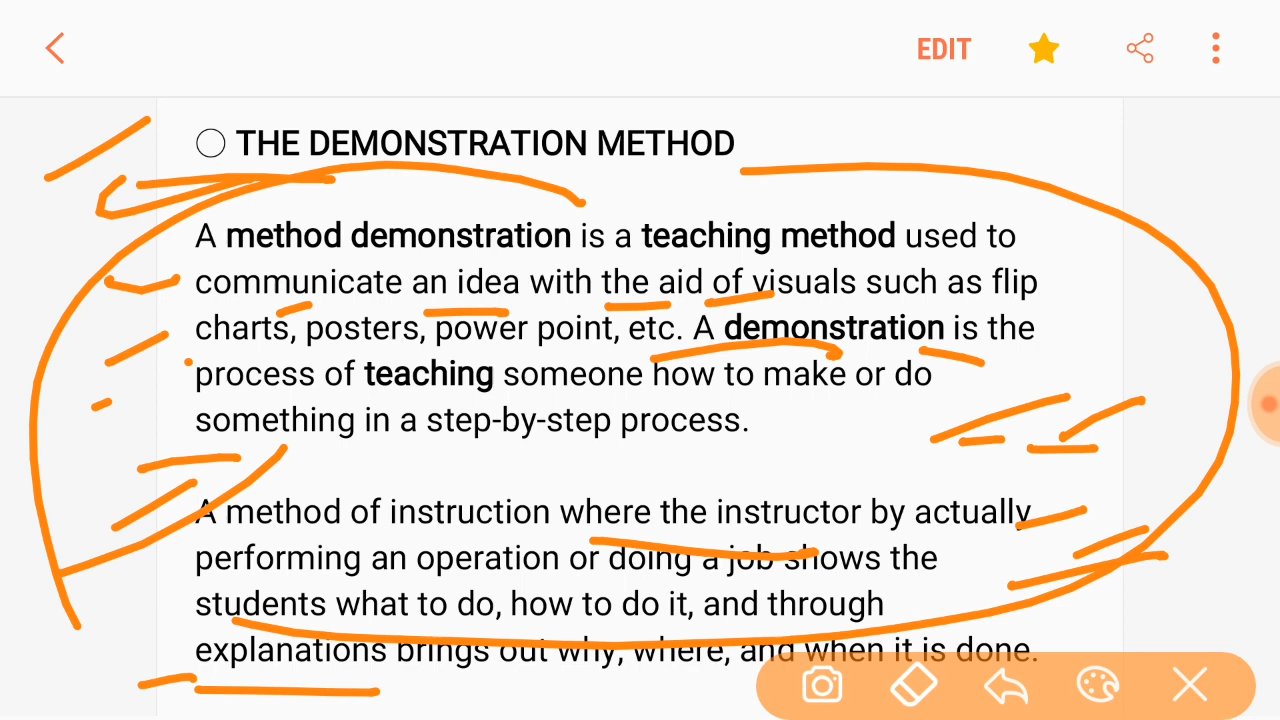 EDIT
THE DEMONSTRATION METHOD
A method demonstration is a teaching method used to
communicate an idea with the aid of visuals such as flip
charts, posters, power point, etc. A demonstration is the
process of teaching someone how to make or do
something in a step-by-step process.
A method of instruction where the instructor by actually
performing an operation or doing a job shows the
students what to do, how to do it, and through
explanations brings out why, where, and when it is done.